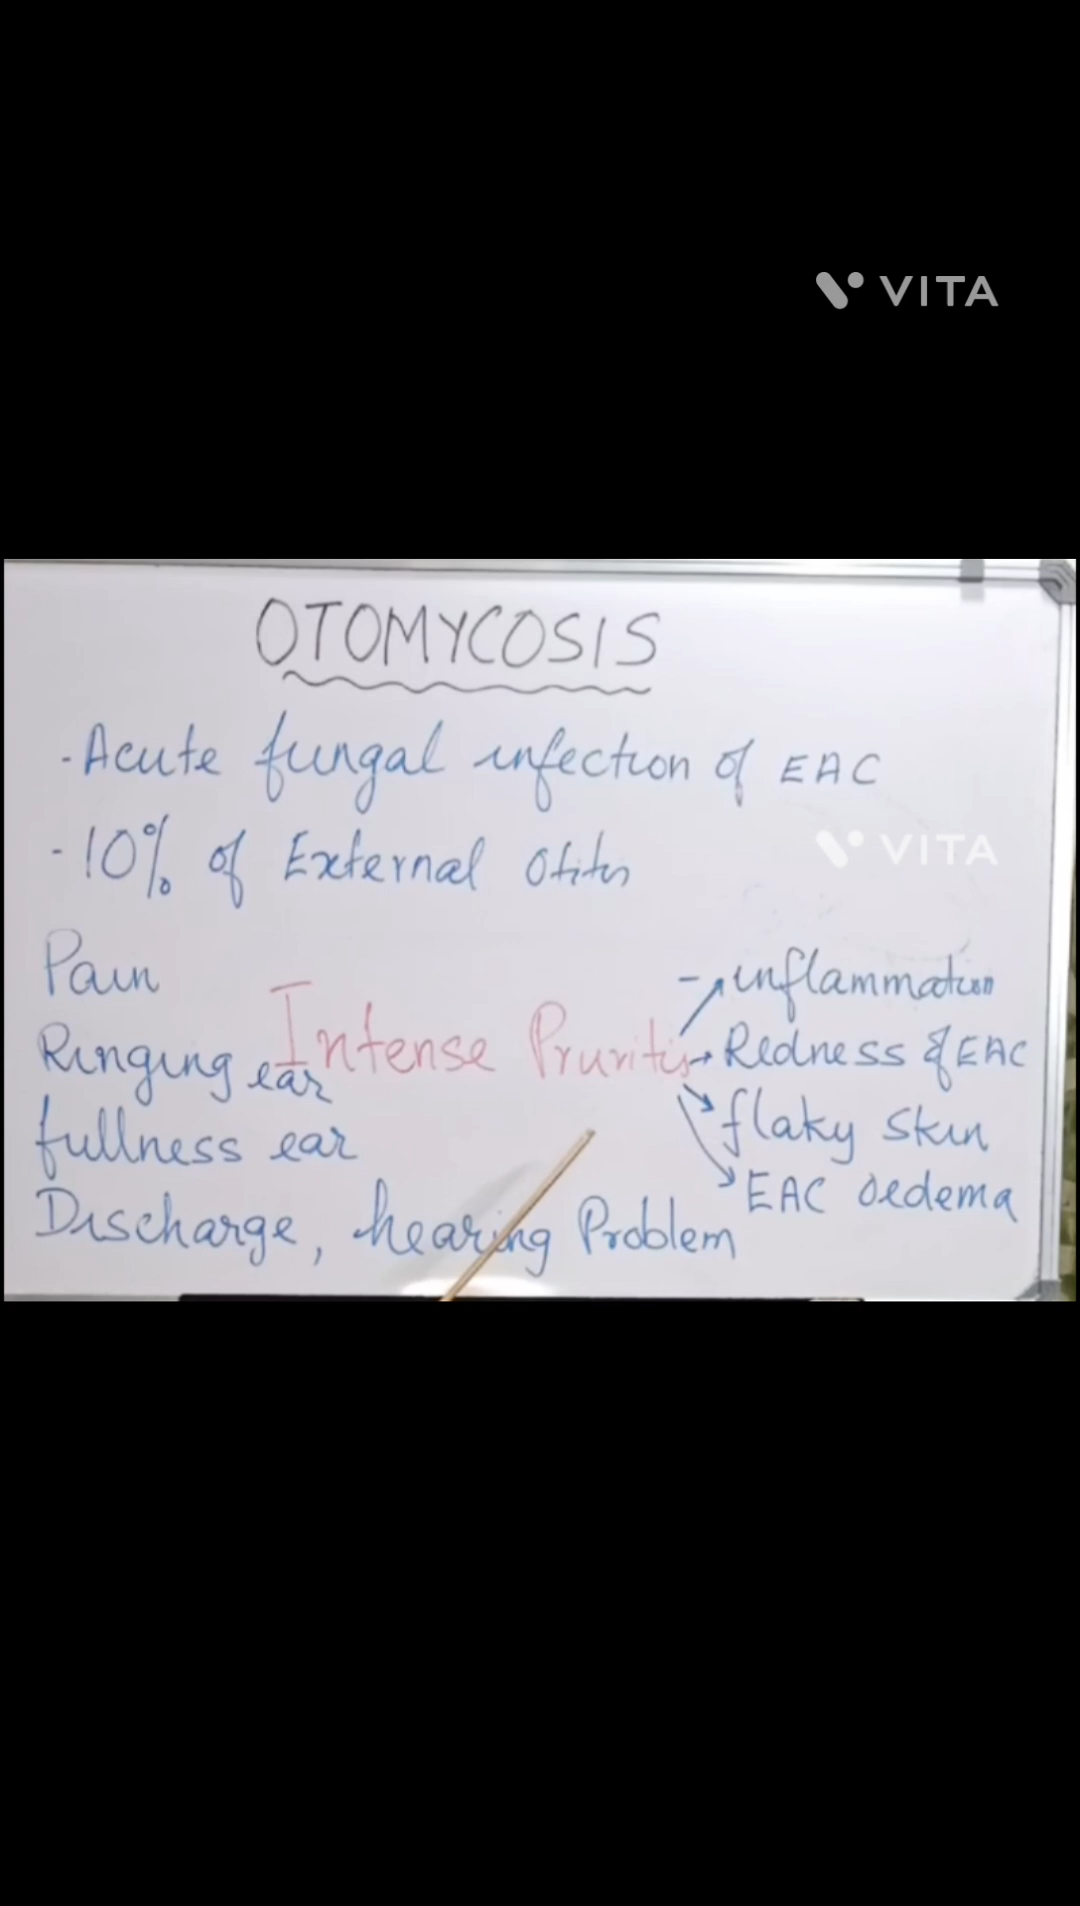 VITA
OTOMYCOSIS
- Acute fungal infection of EAC
- 10% of External Otitis
VITA
Pain
Intense Pruritis
Ringing ear
fullness ear
Discharge, hearing Problem
- inflammation
Redness of EAC
flaky skin
EAC oedema